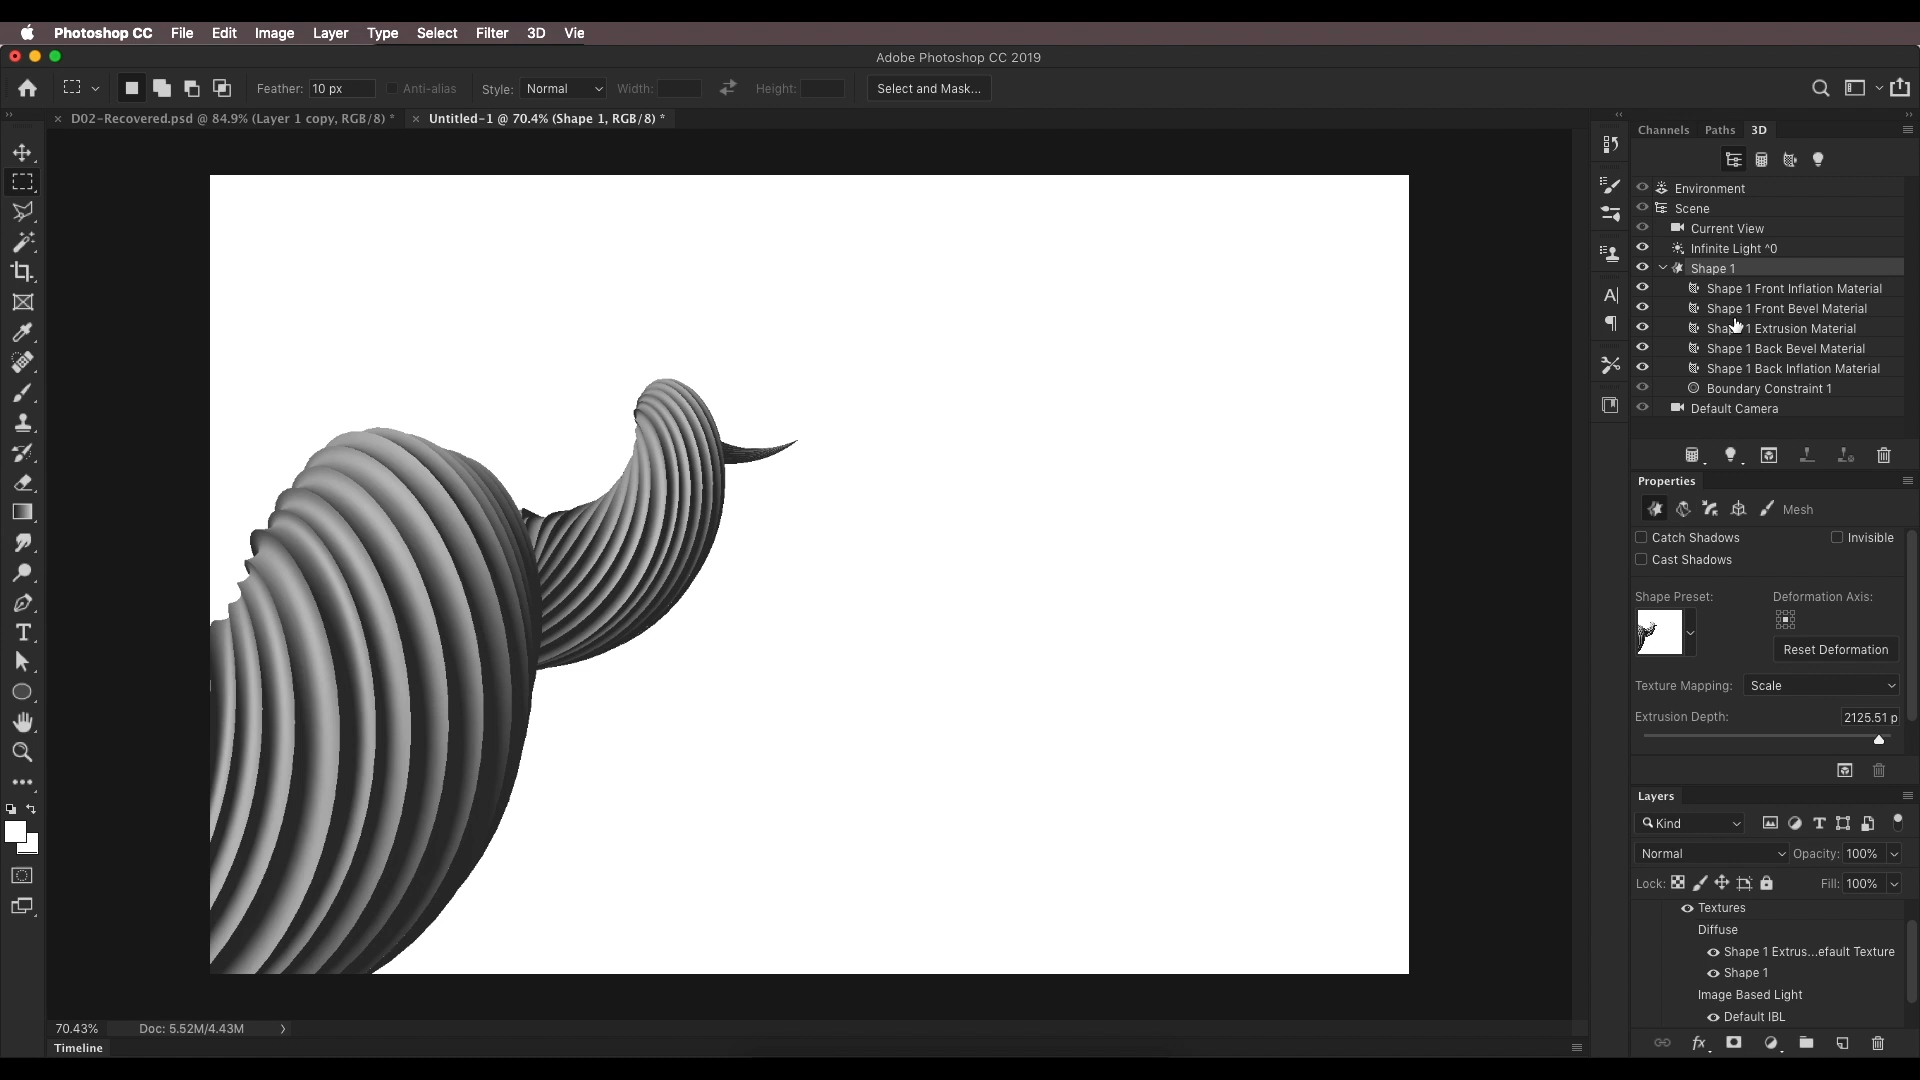 Photoshop CC File Edit Image Layer Type Select Filter 3D Vie
Adobe Photoshop CC 2019
Feather: 10 px Anti-alias Style: Normal Width: Height: Select and Mask...
D02-Recovered.psd @ 84.9% (Layer 1 copy, RGB/8) * Untitled-1 @ 70.4% (Shape 1, RGB/8) *
Channels Paths 3D
Environment
Scene
Current View
Infinite Light ^0
Shape 1
Shape 1 Front Inflation Material
Shape 1 Front Bevel Material
Shape 1 Extrusion Material
Shape 1 Back Bevel Material
Shape 1 Back Inflation Material
Boundary Constraint 1
Default Camera
Properties
Mesh
Catch Shadows Invisible
Cast Shadows
Shape Preset: Deformation Axis:
Reset Deformation
Texture Mapping: Scale
Extrusion Depth: 2125.51 p
Layers
Kind
Normal Opacity: 100%
Lock: Fill: 100%
Textures
Diffuse
Shape 1 Extrus...efault Texture
Shape 1
Image Based Light
Default IBL
70.43% Doc: 5.52M/4.43M
Timeline